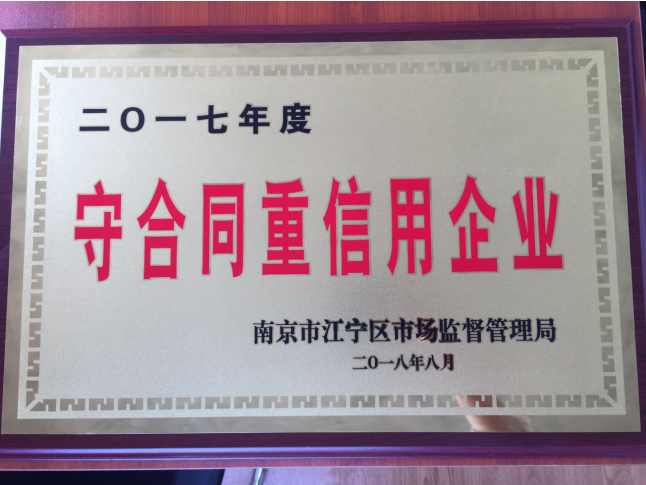 二〇一七年度
守合同重信用企业
南京市江宁区市场监督管理局
二〇一八年八月